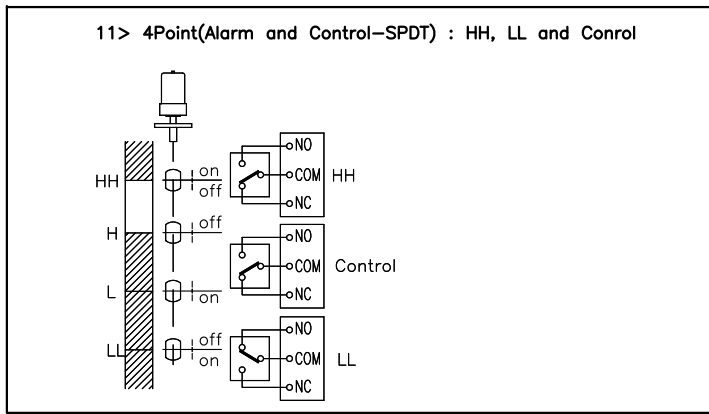 11> 4Point(Alarm and Control-SPDT) : HH, LL and Conrol
HH
on
off
NO
COM
NC
HH
H
off
NO
COM
NC
Control
L
on
LL
off
on
NO
COM
NC
LL